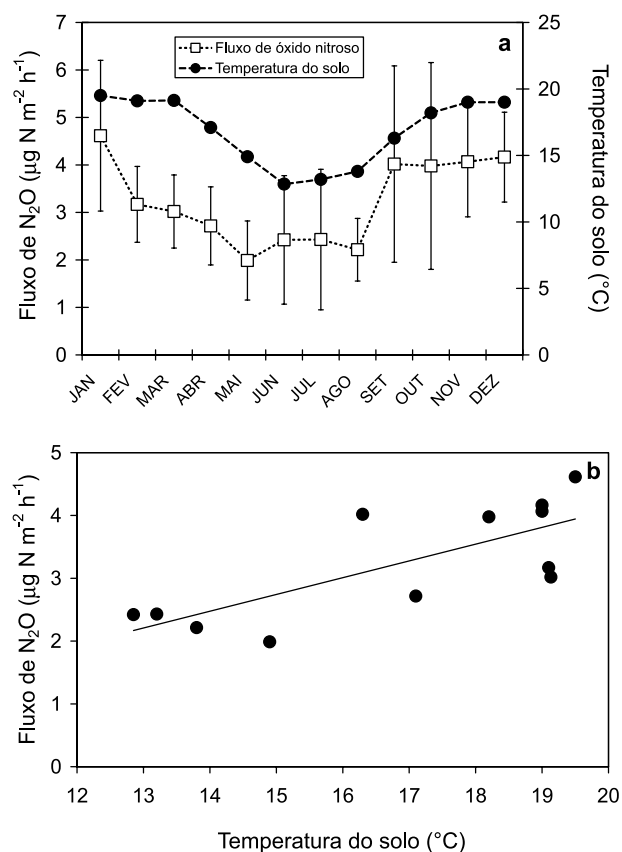 a
Fluxo de óxido nitroso
Temperatura do solo
Fluxo de N₂O (µg N m⁻² h⁻¹)
7
6
5
4
3
2
1
0
25
20
15
10
5
0
Temperatura do solo (°C)
JAN
FEV
MAR
ABR
MAI
JUN
JUL
AGO
SET
OUT
NOV
DEZ
b
Fluxo de N₂O (µg N m⁻² h⁻¹)
5
4
3
2
1
0
12 13 14 15 16 17 18 19 20
Temperatura do solo (°C)